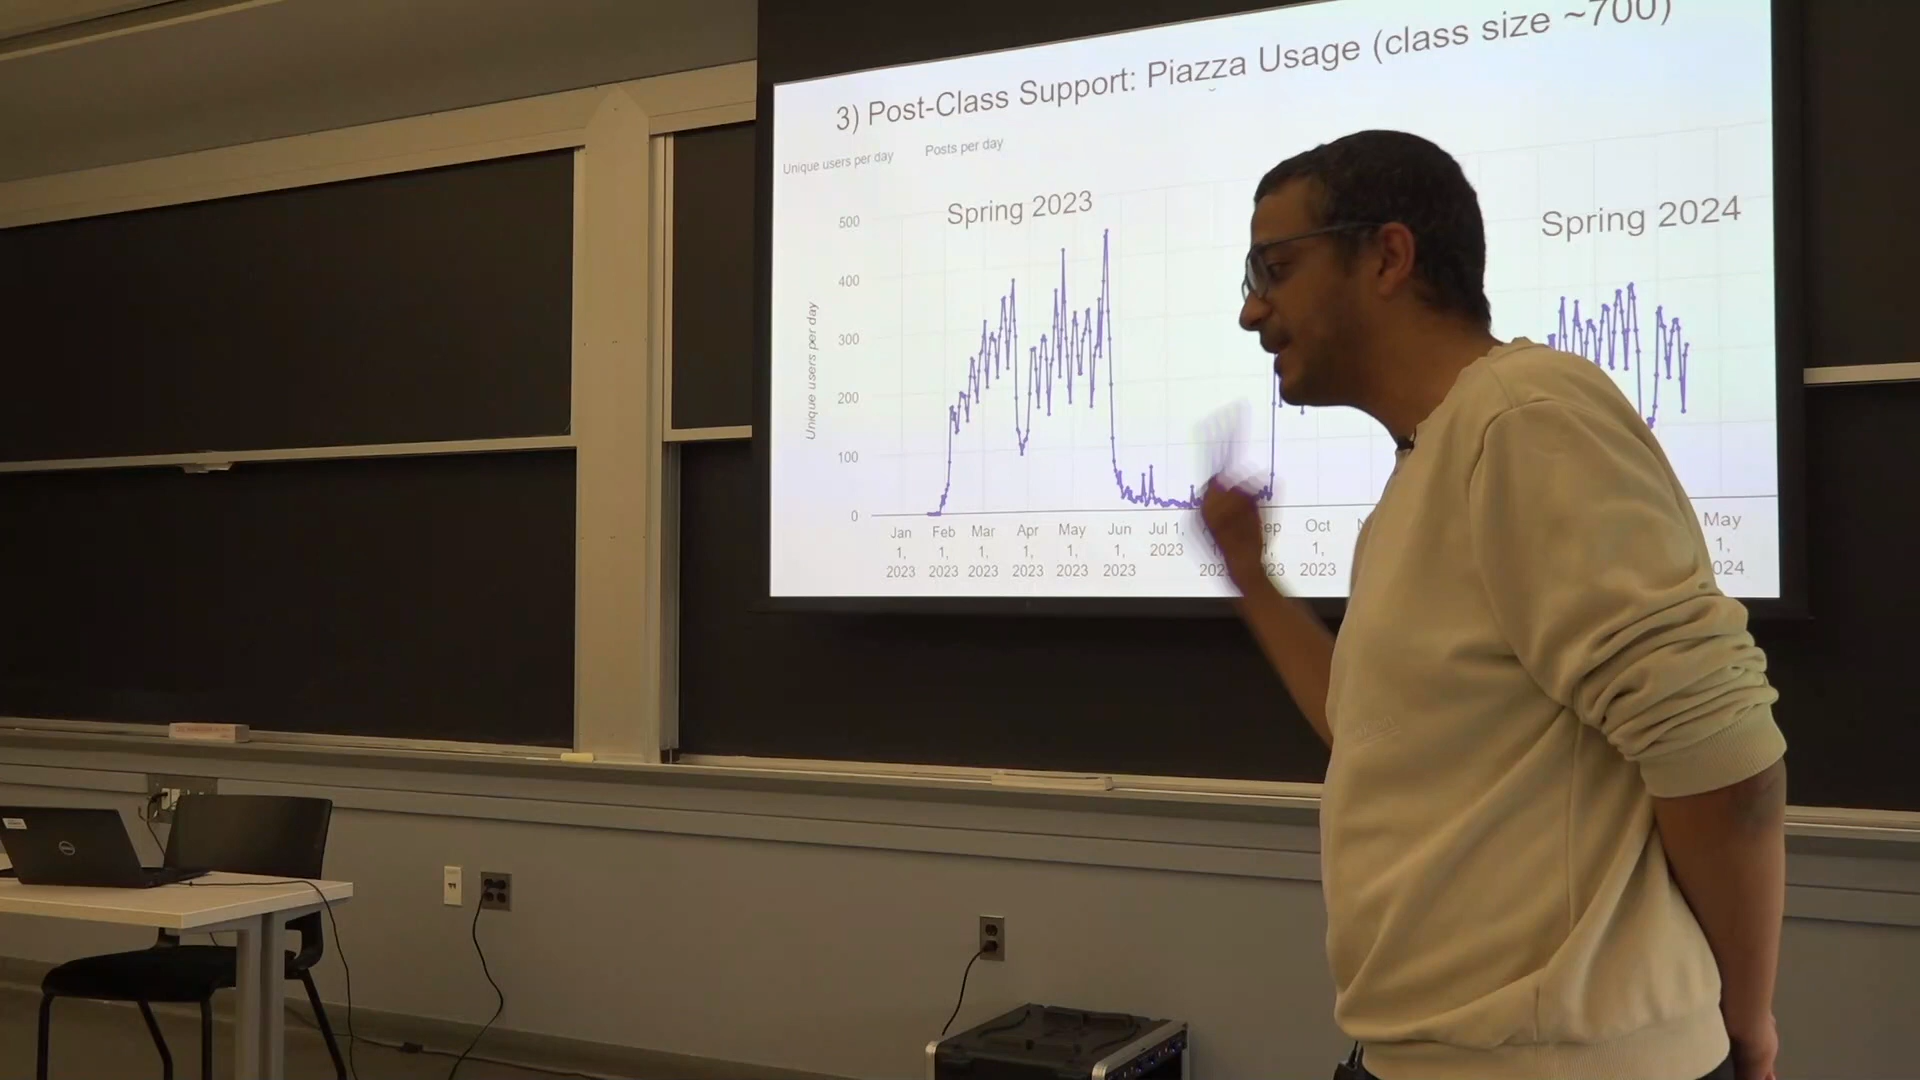 3) Post-Class Support: Piazza Usage (class size ~700)
Unique users per day
Posts per day
Spring 2023
Spring 2024
Unique users per day
500
400
300
200
100
0
Jan 1, 2023
Feb 1, 2023
Mar 1, 2023
Apr 1, 2023
May 1, 2023
Jun 1, 2023
Jul 1, 2023
Oct 1, 2023
May 1,
DELL